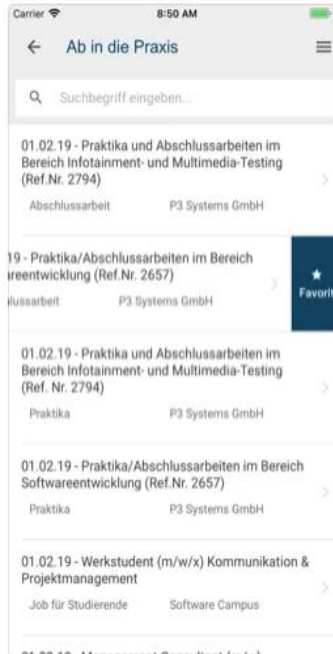 Carrier 8:50 AM
Ab in die Praxis
Suchbegriff eingeben...
01.02.19 - Praktika und Abschlussarbeiten im
Bereich Infotainment- und Multimedia-Testing
(Ref.Nr. 2794)
Abschlussarbeit P3 Systems GmbH
19 - Praktika/Abschlussarbeiten im Bereich
reentwicklung (Ref.Nr. 2657)
lussarbeit P3 Systems GmbH
Favorit
01.02.19 - Praktika und Abschlussarbeiten im
Bereich Infotainment- und Multimedia-Testing
(Ref. Nr. 2794)
Praktika P3 Systems GmbH
01.02.19 - Praktika/Abschlussarbeiten im Bereich
Softwareentwicklung (Ref.Nr. 2657)
Praktika P3 Systems GmbH
01.02.19 - Werkstudent (m/w/x) Kommunikation &
Projektmanagement
Job für Studierende Software Campus